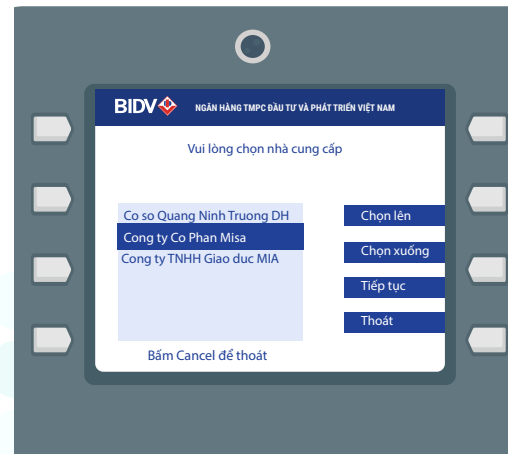 BIDV NGÂN HÀNG TMPC ĐẦU TƯ VÀ PHÁT TRIỂN VIỆT NAM
Vui lòng chọn nhà cung cấp
Co so Quang Ninh Truong DH
Cong ty Co Phan Misa
Cong ty TNHH Giao duc MIA
Chọn lên
Chọn xuống
Tiếp tục
Thoát
Bấm Cancel để thoát